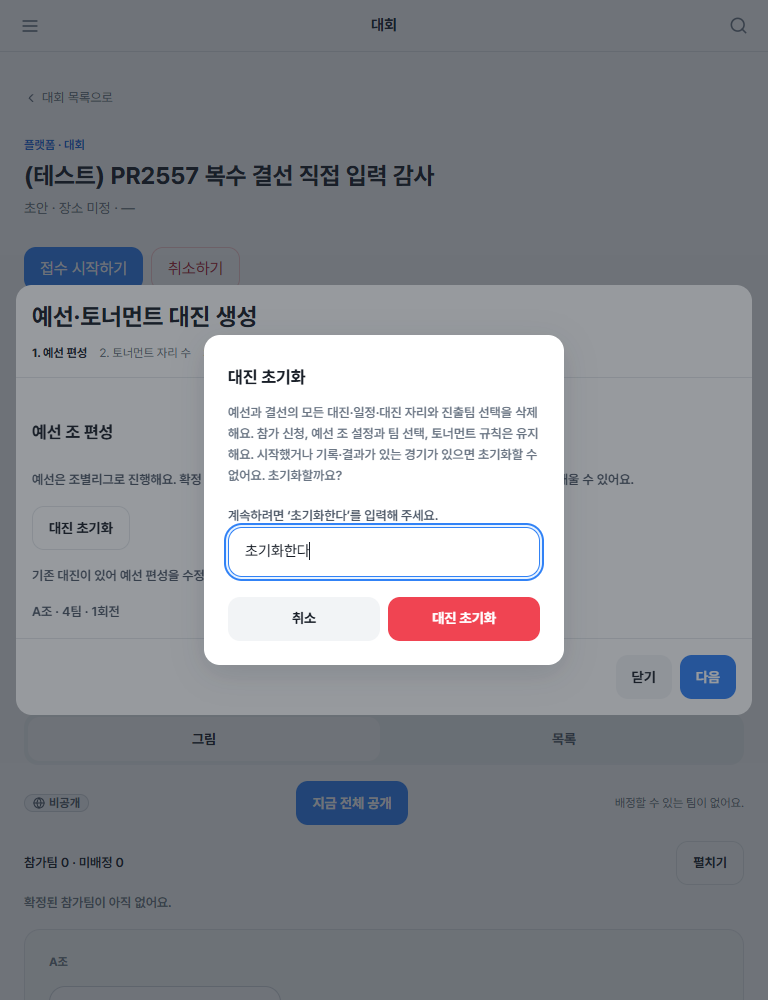 대회
대회 목록으로
플랫폼 · 대회
(테스트) PR2557 복수 결선 직접 입력 감사
초안 · 장소 미정 · —
접수 시작하기
취소하기
예선·토너먼트 대진 생성
1. 예선 편성 2. 토너먼트 자리 수
예선 조 편성
예선은 조별리그로 진행해요. 확정
울 수 있어요.
대진 초기화
기존 대진이 있어 예선 편성을 수정
A조 · 4팀 · 1회전
대진 초기화
예선과 결선의 모든 대진·일정·대진 자리와 진출팀 선택을 삭제
해요. 참가 신청, 예선 조 설정과 팀 선택, 토너먼트 규칙은 유지
해요. 시작했거나 기록·결과가 있는 경기가 있으면 초기화할 수
없어요. 초기화할까요?
계속하려면 ‘초기화한다’를 입력해 주세요.
초기화한다
취소
대진 초기화
닫기
다음
그림
목록
비공개
지금 전체 공개
배정할 수 있는 팀이 없어요.
참가팀 0 · 미배정 0
펼치기
확정된 참가팀이 아직 없어요.
A조